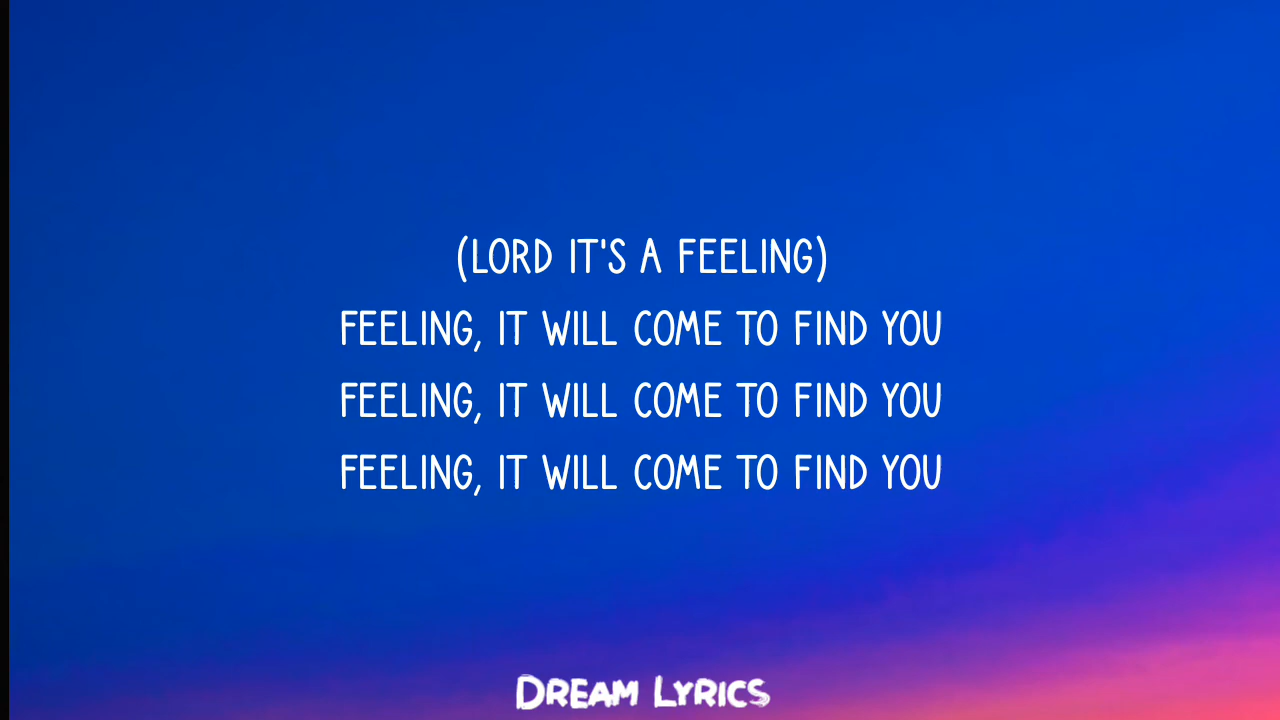 (LORD IT'S A FEELING)
FEELING, IT WILL COME TO FIND YOU
FEELING, IT WILL COME TO FIND YOU
FEELING, IT WILL COME TO FIND YOU
DREAM LYRICS